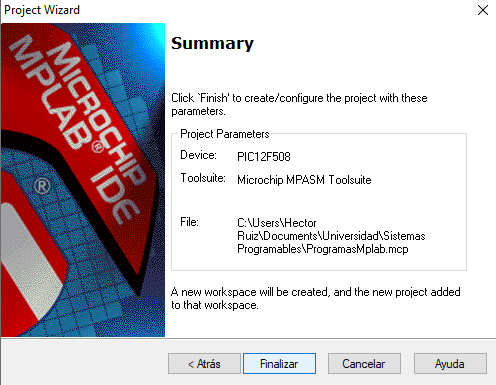 Project Wizard
MICROCHIP
MPLAB® IDE
®
Summary
Click `Finish' to create/configure the project with these
parameters.
Project Parameters
Device: PIC12F508
Toolsuite: Microchip MPASM Toolsuite
File: C:\Users\Hector
Ruiz\Documents\Universidad\Sistemas
Programables\ProgramasMplab.mcp
A new workspace will be created, and the new project added
to that workspace.
< Atrás
Finalizar
Cancelar
Ayuda